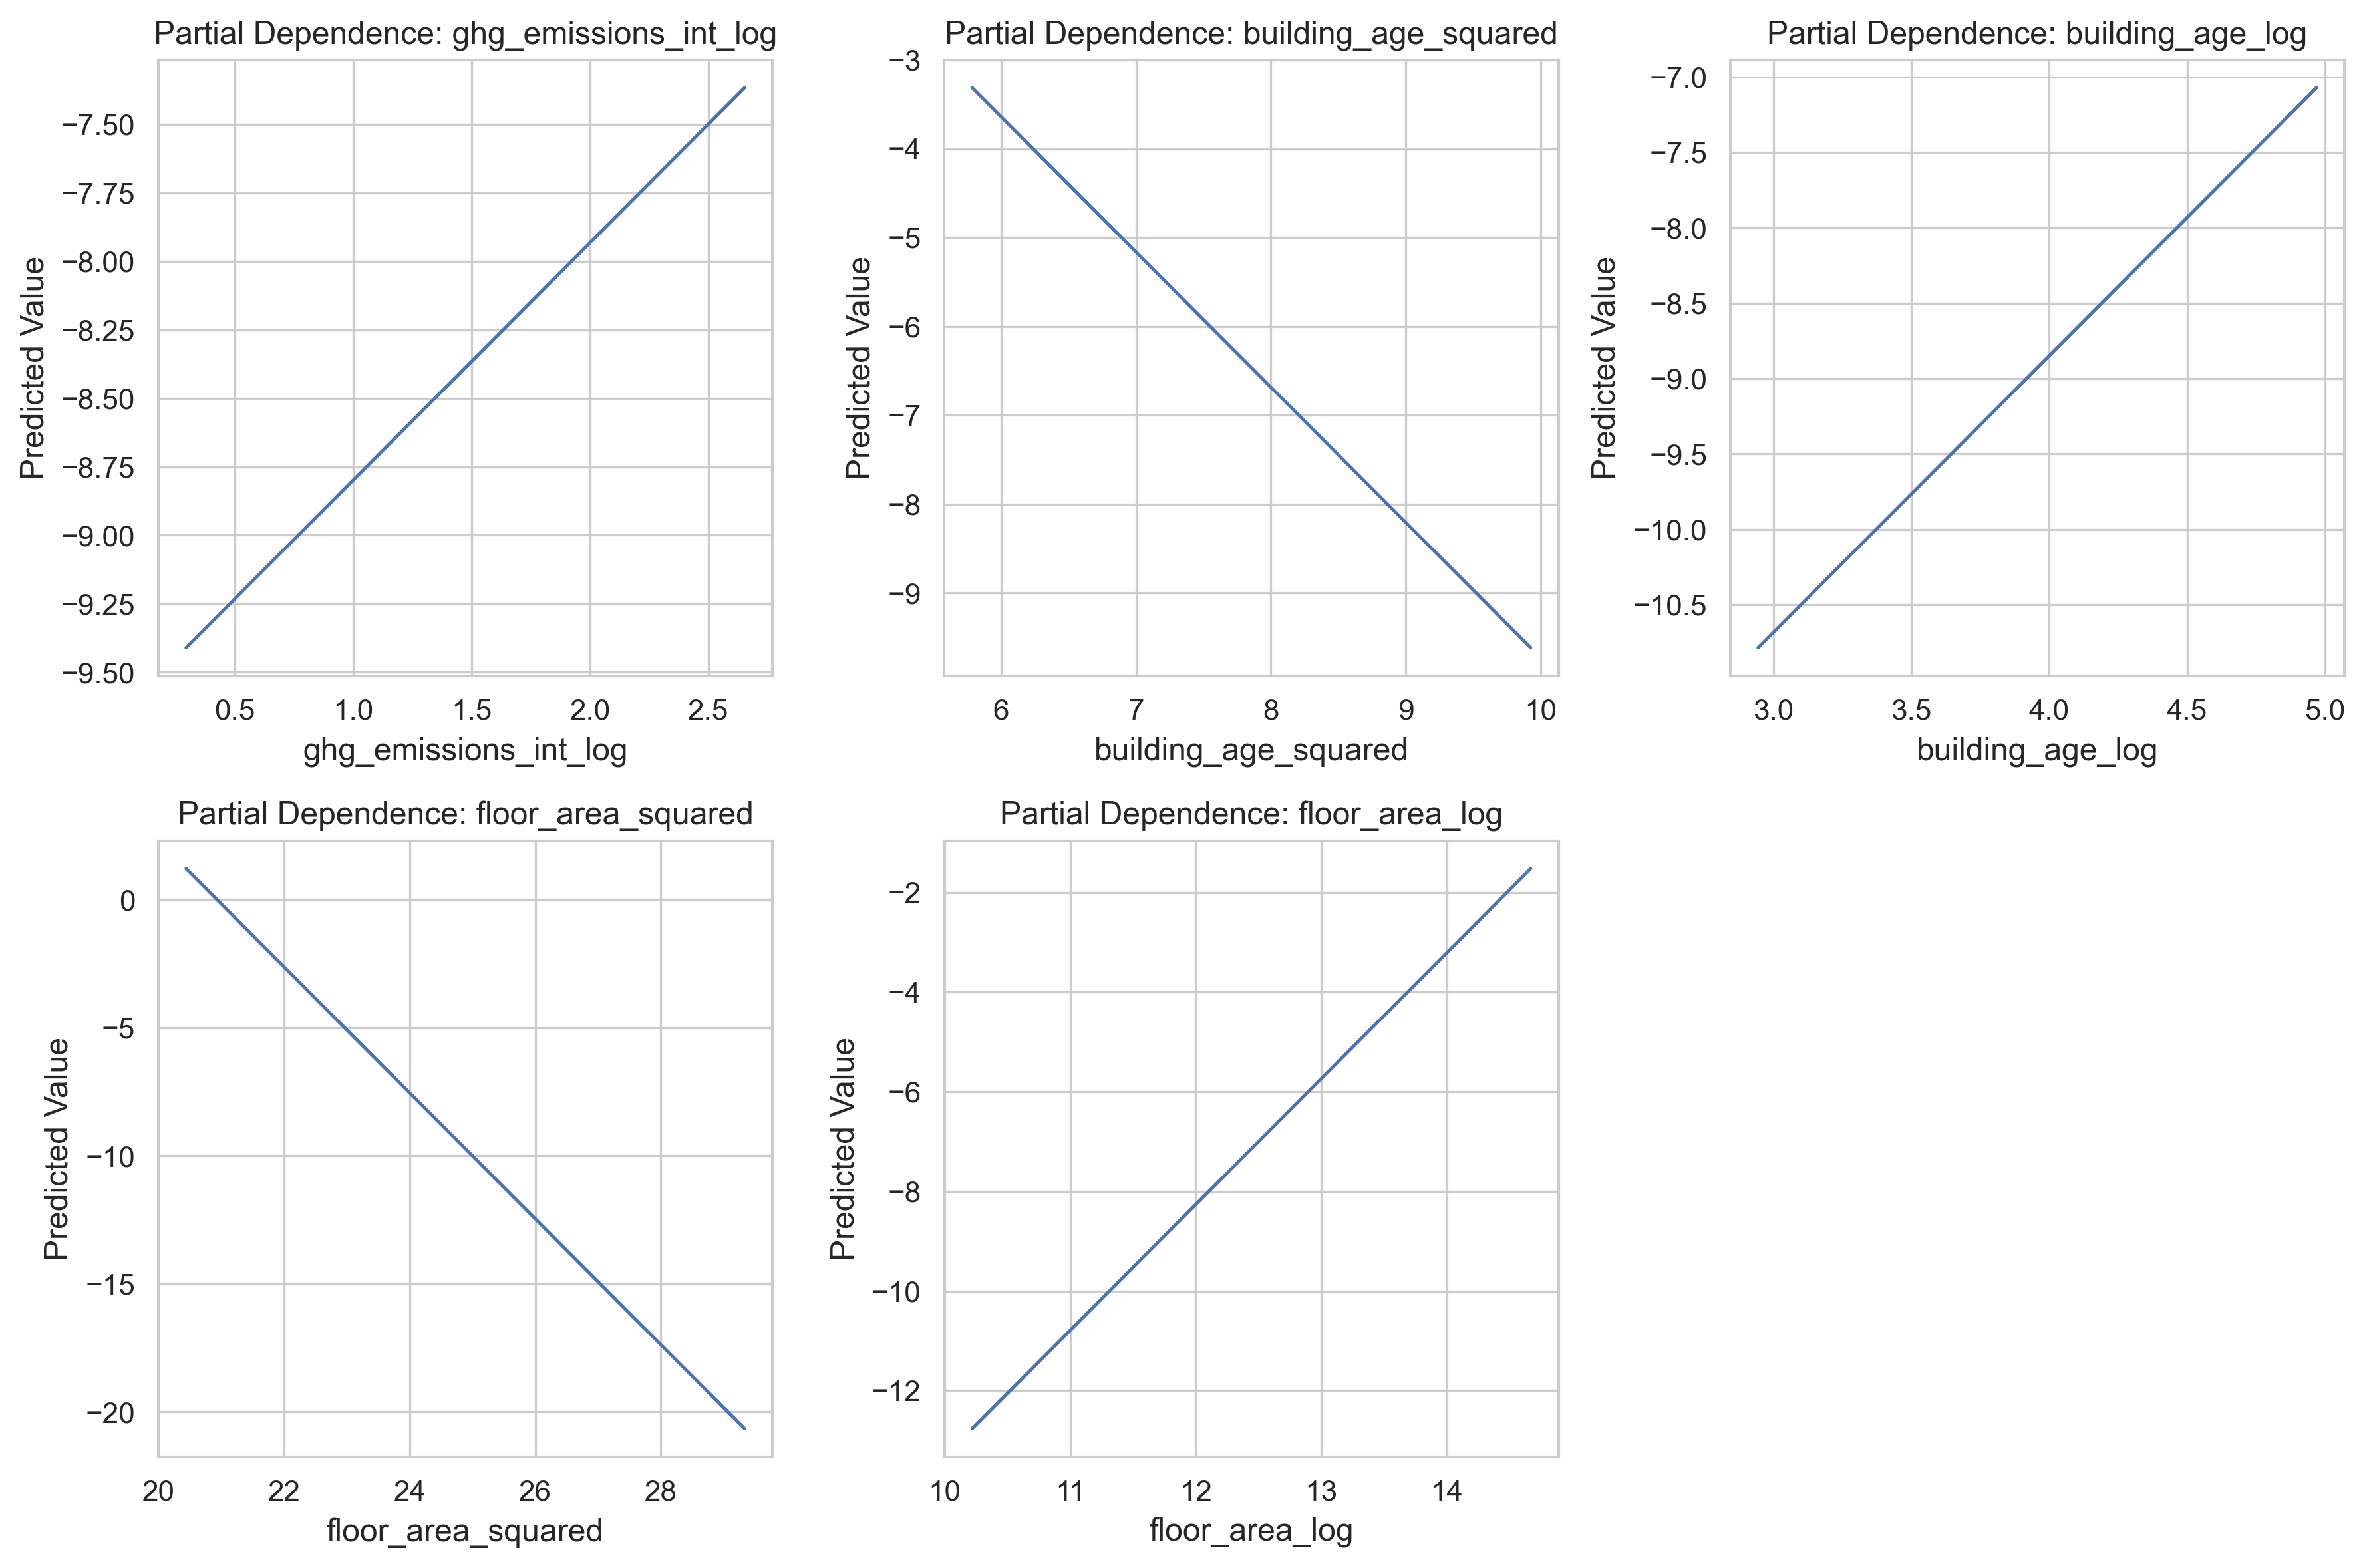 Partial Dependence: ghg_emissions_int_log
−7.50
−7.75
−8.00
−8.25
−8.50
−8.75
−9.00
−9.25
−9.50
Predicted Value
0.5 1.0 1.5 2.0 2.5
ghg_emissions_int_log
Partial Dependence: building_age_squared
−3
−4
−5
−6
−7
−8
−9
Predicted Value
6 7 8 9 10
building_age_squared
Partial Dependence: building_age_log
−7.0
−7.5
−8.0
−8.5
−9.0
−9.5
−10.0
−10.5
Predicted Value
3.0 3.5 4.0 4.5 5.0
building_age_log
Partial Dependence: floor_area_squared
0
−5
−10
−15
−20
Predicted Value
20 22 24 26 28
floor_area_squared
Partial Dependence: floor_area_log
−2
−4
−6
−8
−10
−12
Predicted Value
10 11 12 13 14
floor_area_log